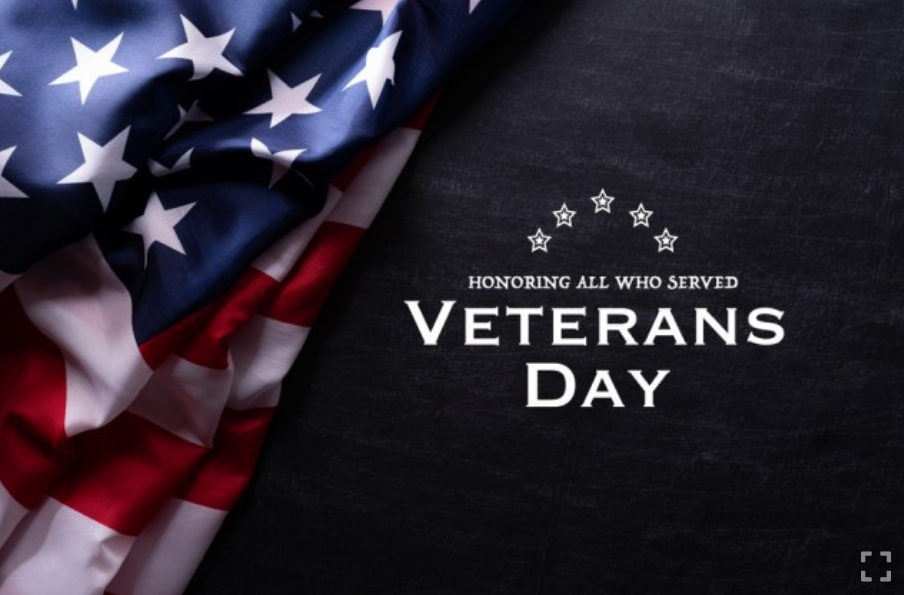 HONORING ALL WHO SERVED
VETERANS
DAY